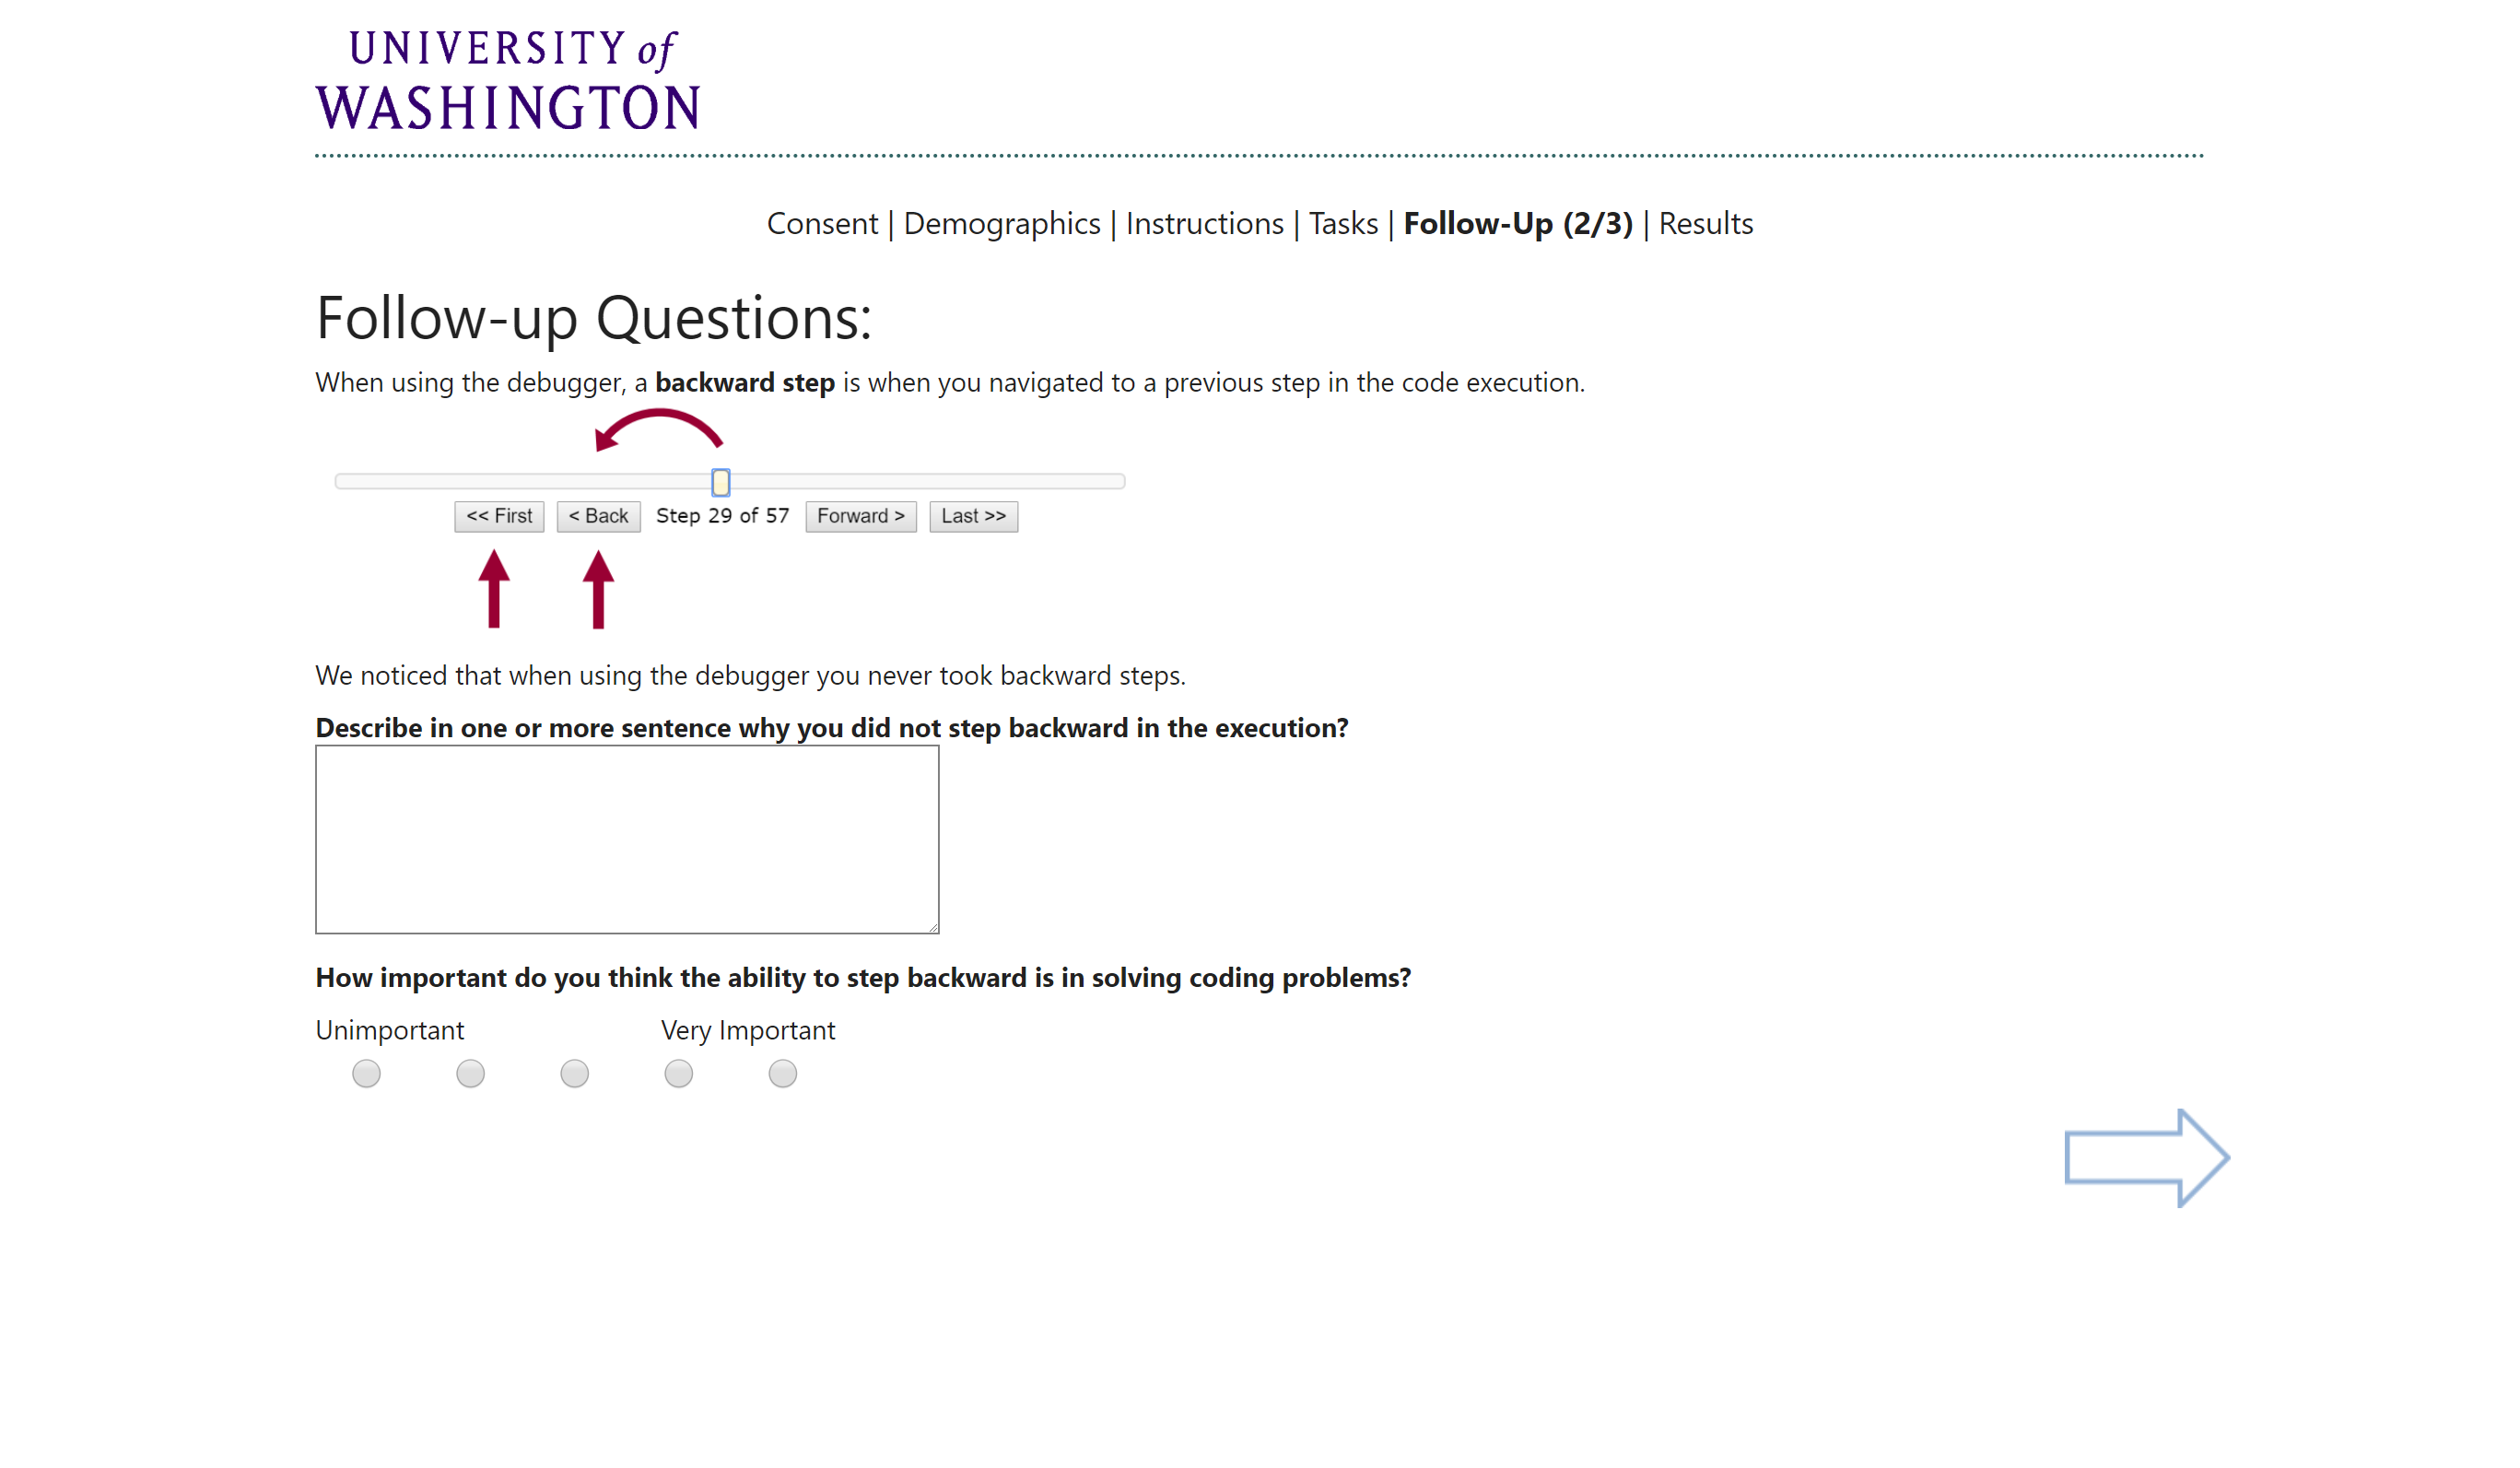 UNIVERSITY of
WASHINGTON
Consent | Demographics | Instructions | Tasks | Follow-Up (2/3) | Results
Follow-up Questions:
When using the debugger, a backward step is when you navigated to a previous step in the code execution.
<< First < Back Step 29 of 57 Forward > Last >>
We noticed that when using the debugger you never took backward steps.
Describe in one or more sentence why you did not step backward in the execution?
How important do you think the ability to step backward is in solving coding problems?
Unimportant Very Important